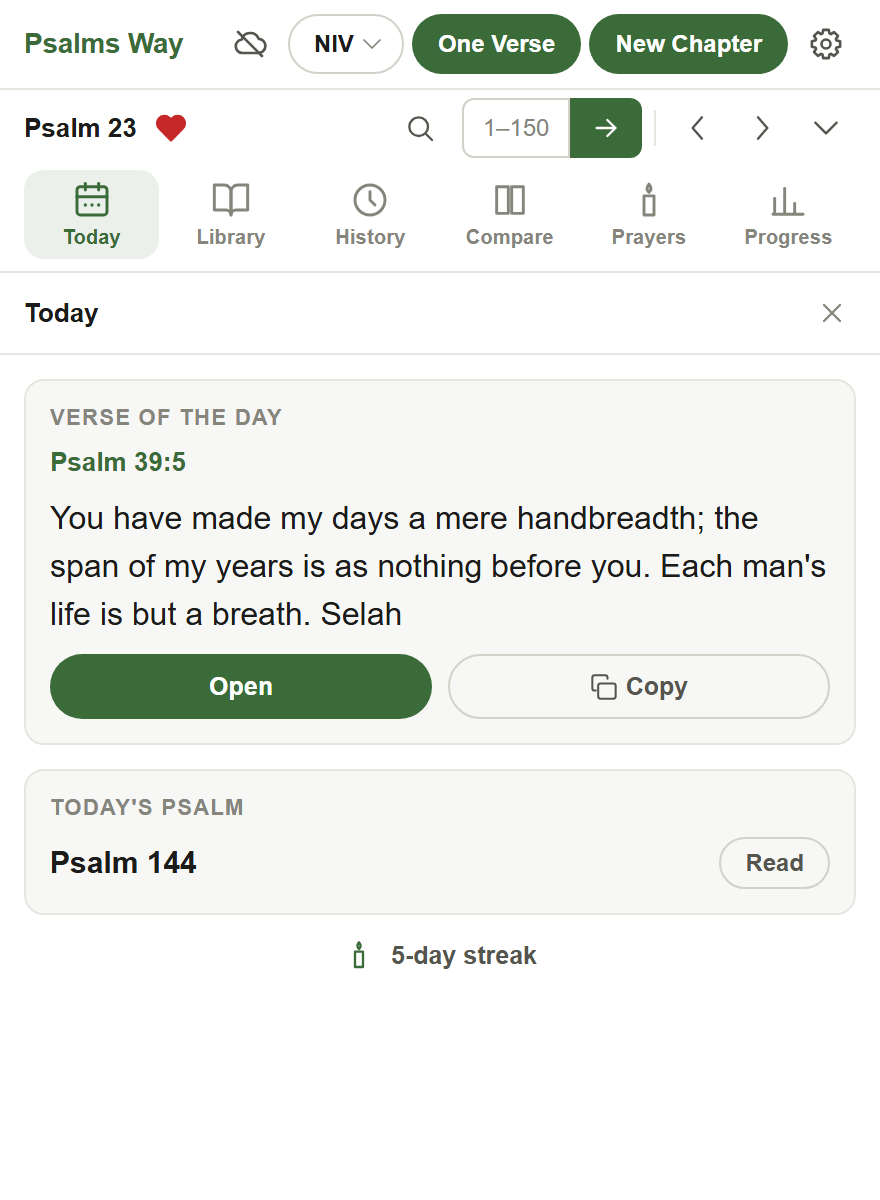 Psalms Way
NIV
One Verse
New Chapter
Psalm 23
1–150
Today
Library
History
Compare
Prayers
Progress
Today
VERSE OF THE DAY
Psalm 39:5
You have made my days a mere handbreadth; the
span of my years is as nothing before you. Each man's
life is but a breath. Selah
Open
Copy
TODAY'S PSALM
Psalm 144
Read
5-day streak